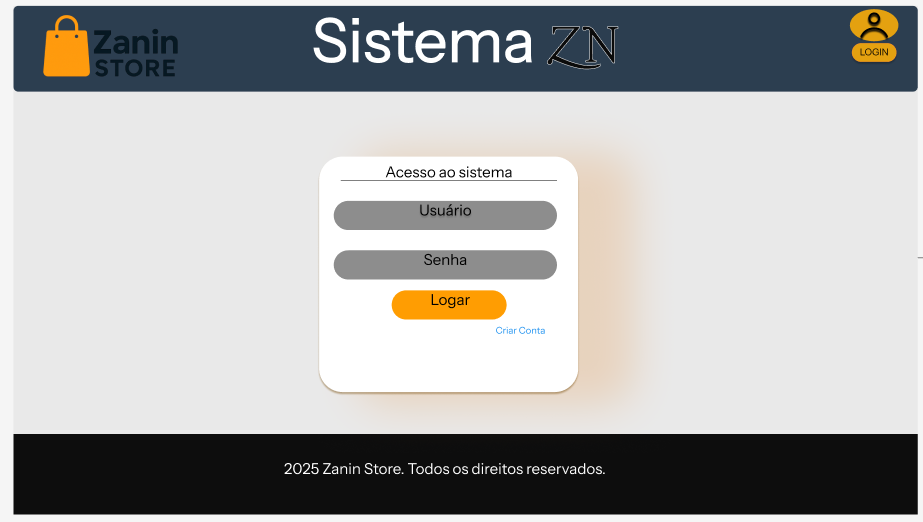 Zanin
STORE
Sistema ZN
LOGIN
Acesso ao sistema
Usuário
Senha
Logar
Criar Conta
2025 Zanin Store. Todos os direitos reservados.